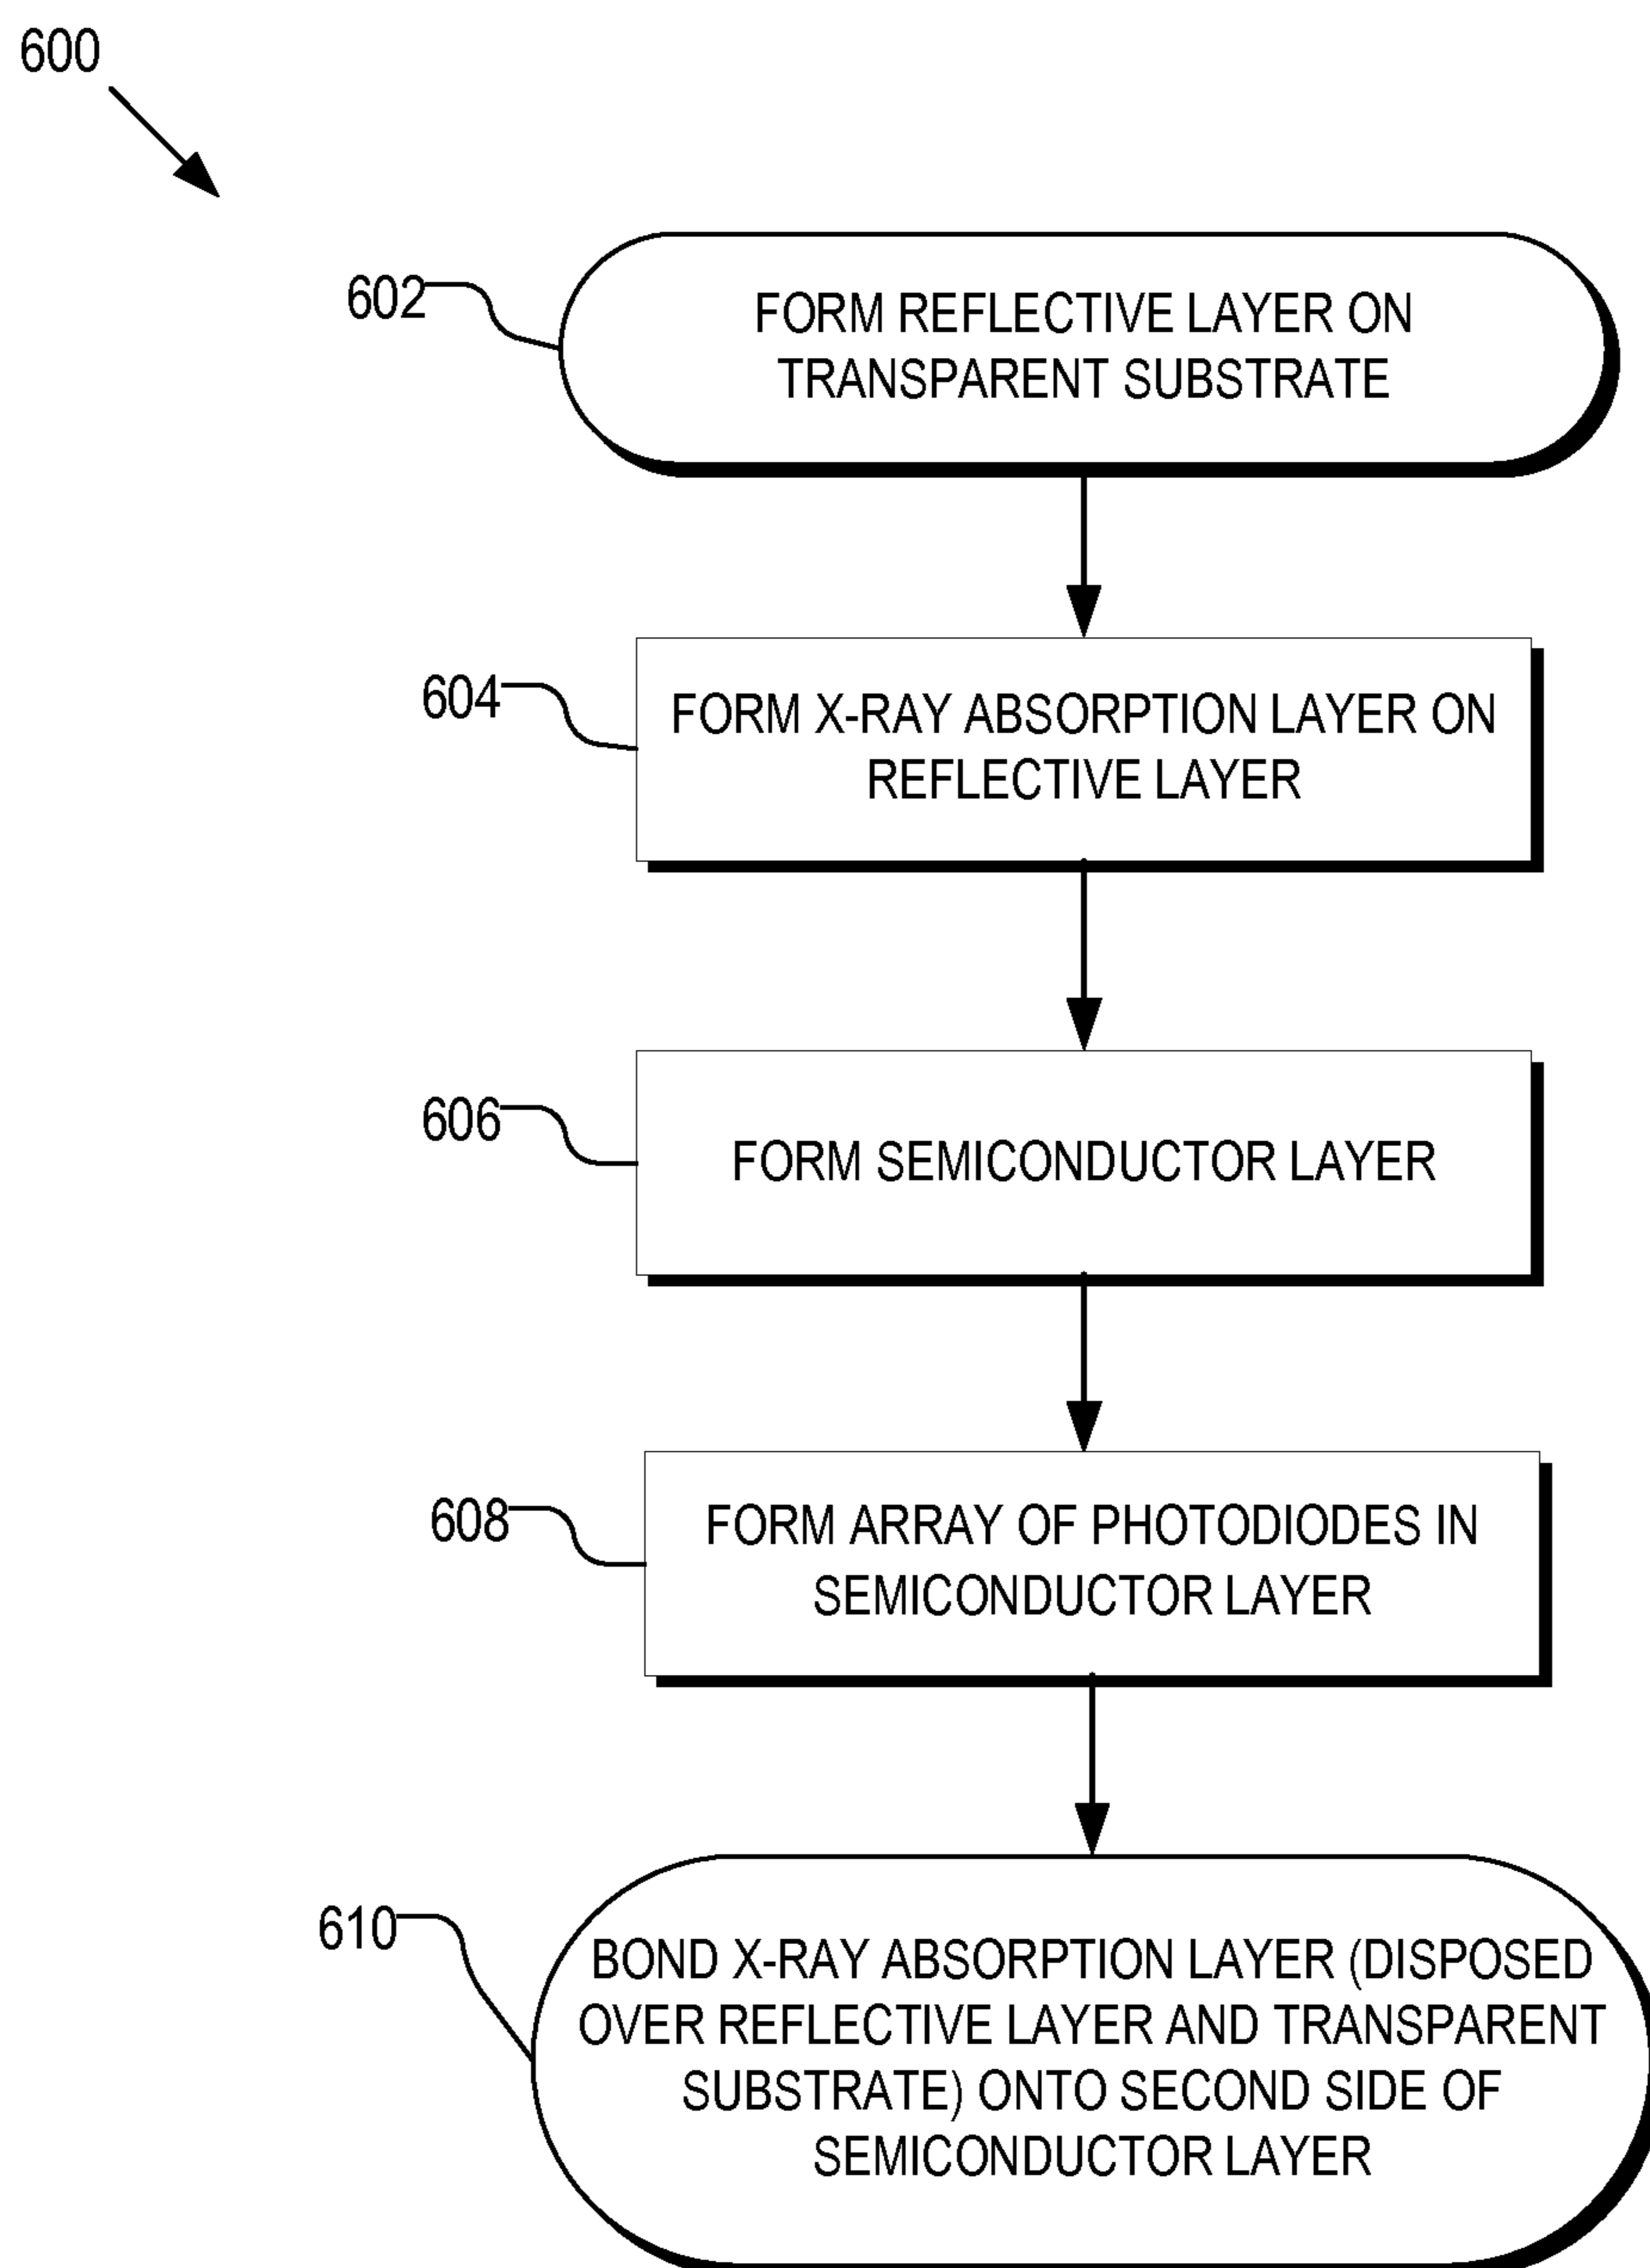 600
602
FORM REFLECTIVE LAYER ON
TRANSPARENT SUBSTRATE
604
FORM X-RAY ABSORPTION LAYER ON
REFLECTIVE LAYER
606
FORM SEMICONDUCTOR LAYER
608
FORM ARRAY OF PHOTODIODES IN
SEMICONDUCTOR LAYER
610
BOND X-RAY ABSORPTION LAYER (DISPOSED
OVER REFLECTIVE LAYER AND TRANSPARENT
SUBSTRATE) ONTO SECOND SIDE OF
SEMICONDUCTOR LAYER